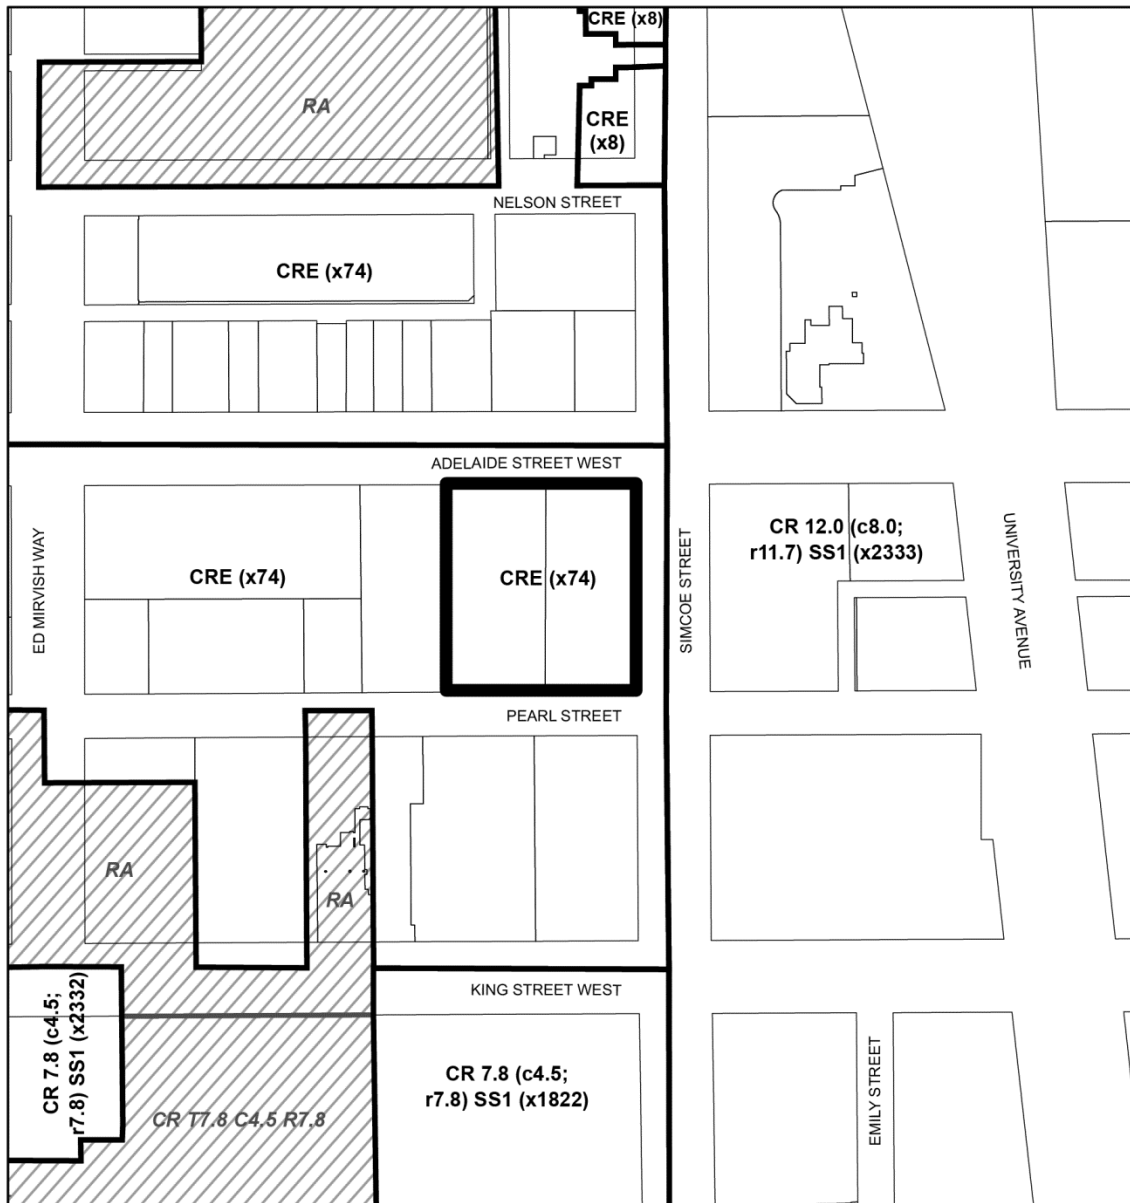 CRE (x8)
RA
CRE
(x8)
NELSON STREET
CRE (x74)
ADELAIDE STREET WEST
ED MIRVISH WAY
CRE (x74)
CRE (x74)
SIMCOE STREET
CR 12.0 (c8.0;
r11.7) SS1 (x2333)
UNIVERSITY AVENUE
PEARL STREET
RA
RA
KING STREET WEST
CR 7.8 (c4.5;
r7.8) SS1 (x2332)
CR T7.8 C4.5 R7.8
CR 7.8 (c4.5;
r7.8) SS1 (x1822)
EMILY STREET